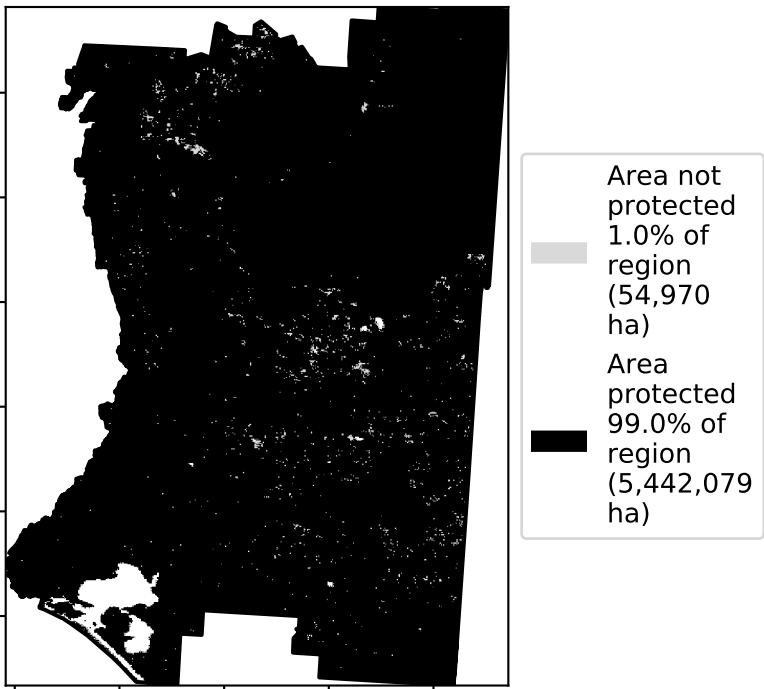 Area not
protected
1.0% of
region
(54,970
ha)
Area
protected
99.0% of
region
(5,442,079
ha)